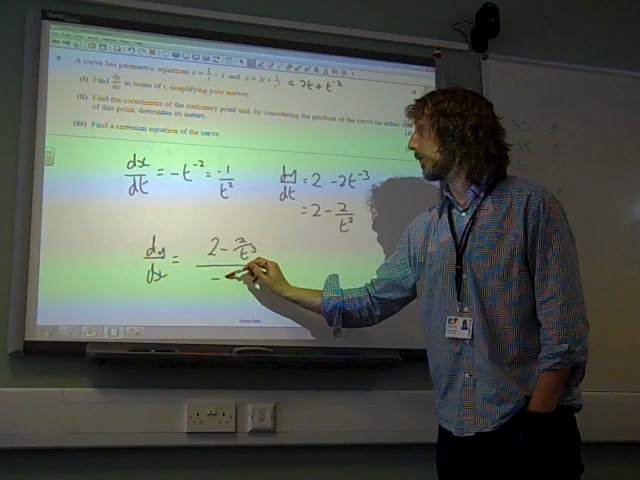 9 A curve has parametric equations x = 1/t − 1 and y = 2t + 1/t² = 2t + t^-2
(i) Find dy/dx in terms of t, simplifying your answer.
(ii) Find the coordinates of the stationary point and, by considering the gradient of the curve on either side
of this point, determine its nature.
(iii) Find a cartesian equation of the curve.
dx/dt = -t^-2 = -1/t² dy/dt = 2 - 2t^-3
= 2 - 2/t³
dy/dx = (2 - 2/t³)/-